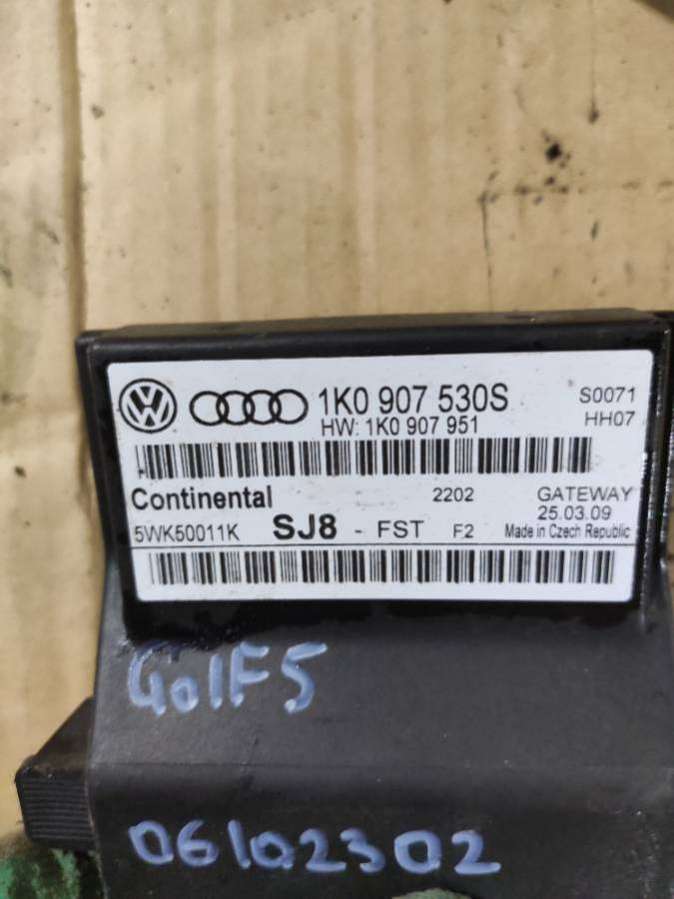 1K0 907 530S S0071
HW: 1K0 907 951 HH07
Continental 2202 GATEWAY
25.03.09
5WK50011K SJ8 - FST F2 Made in Czech Republic
GolF5
06102302